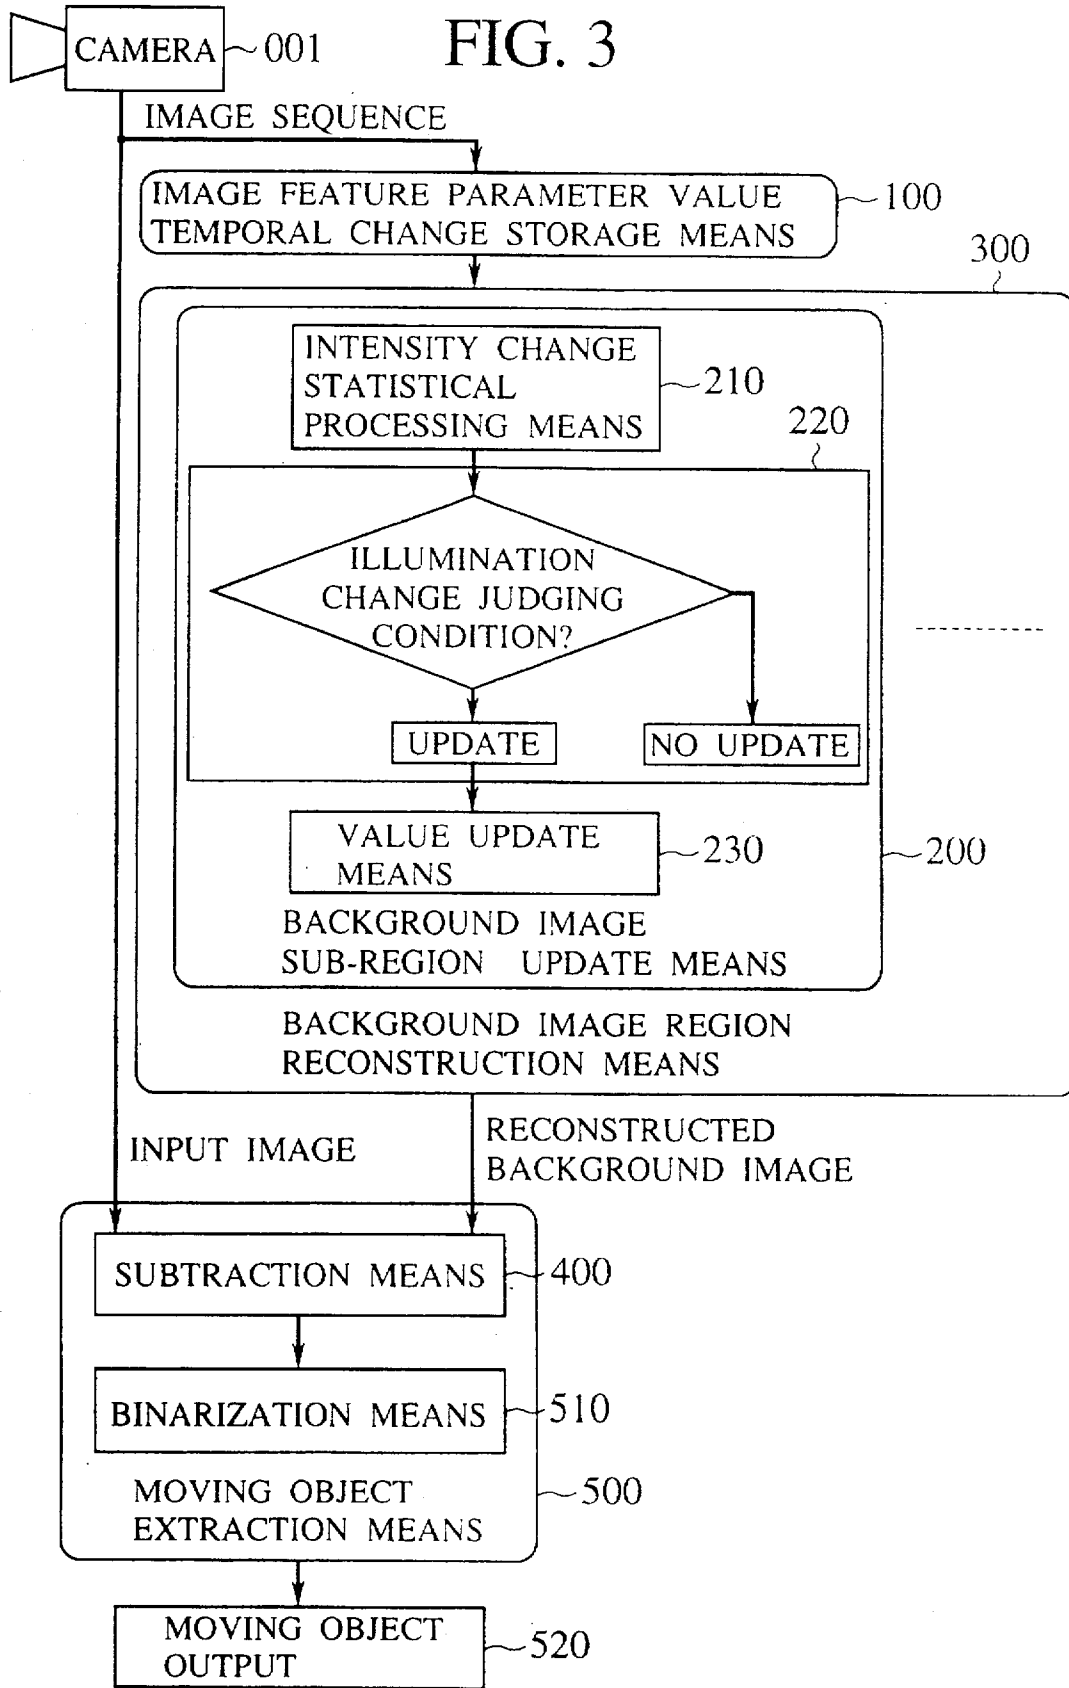 FIG. 3
CAMERA
001
IMAGE SEQUENCE
IMAGE FEATURE PARAMETER VALUE
TEMPORAL CHANGE STORAGE MEANS
100
300
INTENSITY CHANGE
STATISTICAL
PROCESSING MEANS
210
220
ILLUMINATION
CHANGE JUDGING
CONDITION?
UPDATE
NO UPDATE
VALUE UPDATE
MEANS
230
200
BACKGROUND IMAGE
SUB-REGION UPDATE MEANS
BACKGROUND IMAGE REGION
RECONSTRUCTION MEANS
INPUT IMAGE
RECONSTRUCTED
BACKGROUND IMAGE
SUBTRACTION MEANS
400
BINARIZATION MEANS
510
MOVING OBJECT
EXTRACTION MEANS
500
MOVING OBJECT
OUTPUT
520